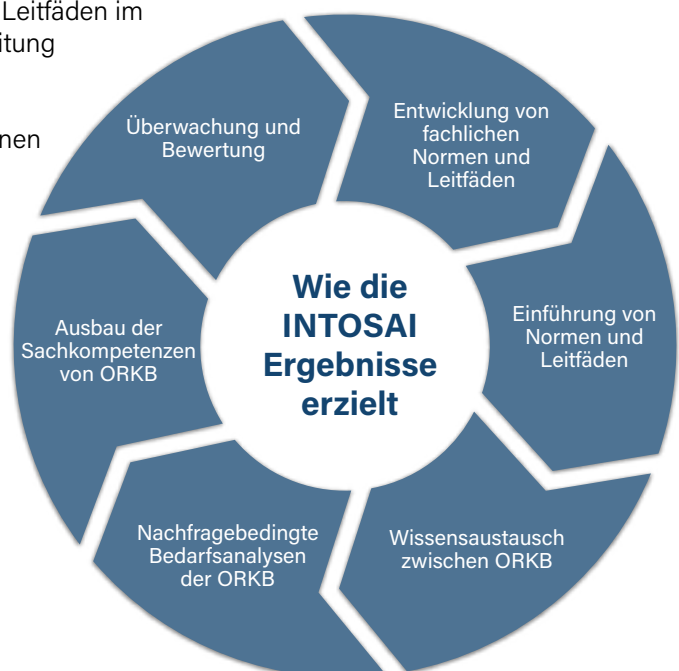 Leitfäden im
itung
nen
Überwachung und
Bewertung
Entwicklung von
fachlichen
Normen und
Leitfäden
Einführung von
Normen und
Leitfäden
Wissensaustausch
zwischen ORKB
Nachfragebedingte
Bedarfsanalysen
der ORKB
Ausbau der
Sachkompetenzen
von ORKB
Wie die
INTOSAI
Ergebnisse
erzielt